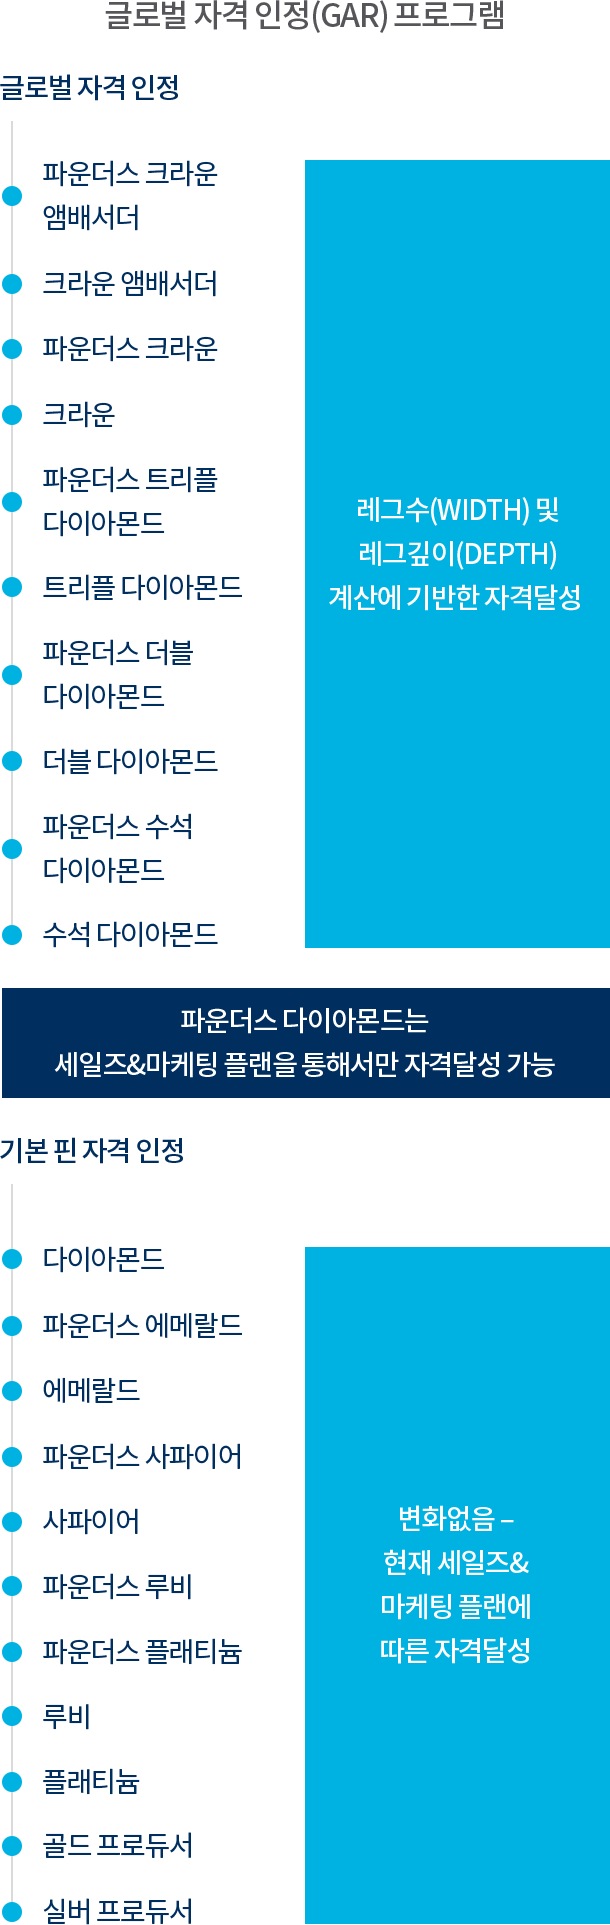 글로벌 자격 인정(GAR) 프로그램
글로벌 자격 인정
파운더스 크라운
앰배서더
크라운 앰배서더
파운더스 크라운
크라운
파운더스 트리플
다이아몬드
트리플 다이아몬드
파운더스 더블
다이아몬드
더블 다이아몬드
파운더스 수석
다이아몬드
수석 다이아몬드
레그수(WIDTH) 및
레그깊이(DEPTH)
계산에 기반한 자격달성
파운더스 다이아몬드는
세일즈&마케팅 플랜을 통해서만 자격달성 가능
기본 핀 자격 인정
다이아몬드
파운더스 에메랄드
에메랄드
파운더스 사파이어
사파이어
파운더스 루비
파운더스 플래티늄
루비
플래티늄
골드 프로듀서
실버 프로듀서
변화없음 –
현재 세일즈&
마케팅 플랜에
따른 자격달성